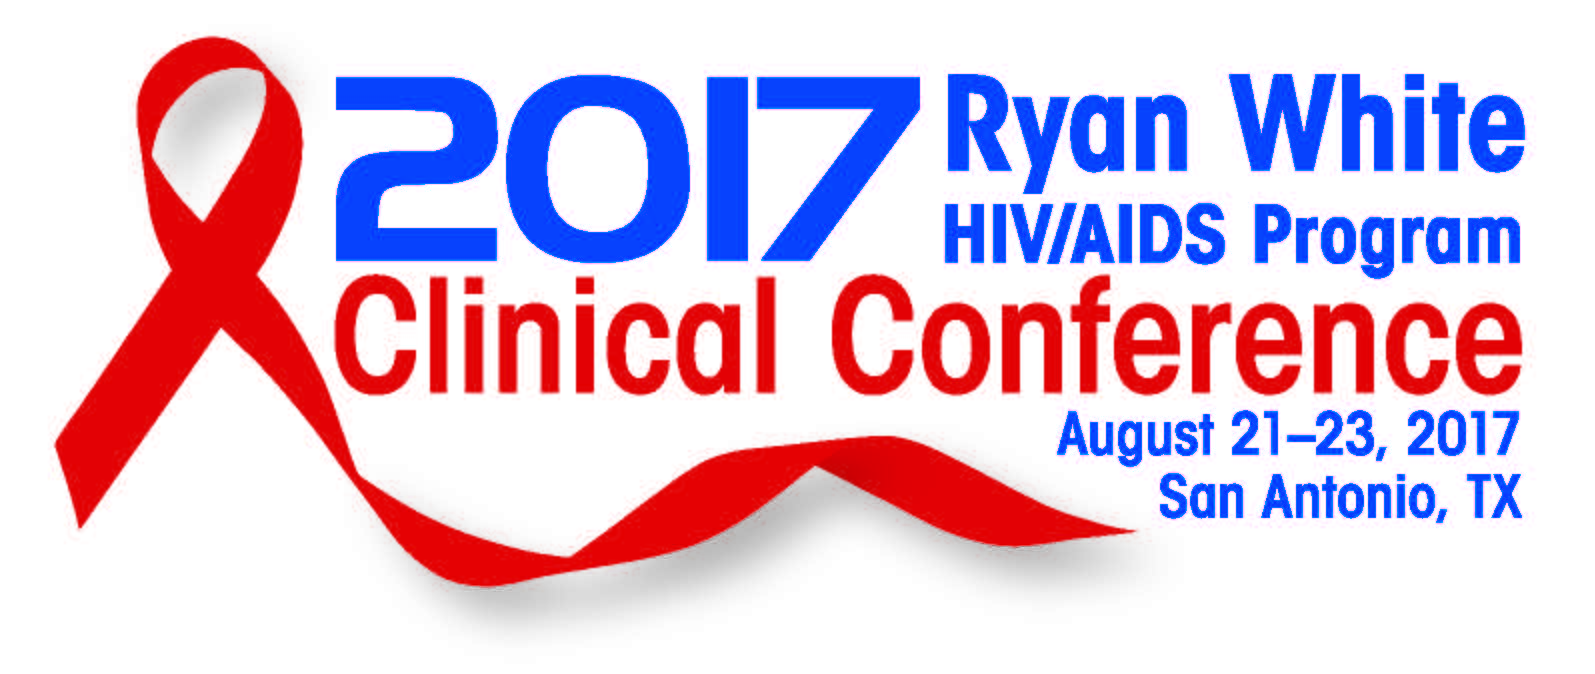 2017 Ryan White
HIV/AIDS Program
Clinical Conference
August 21–23, 2017
San Antonio, TX